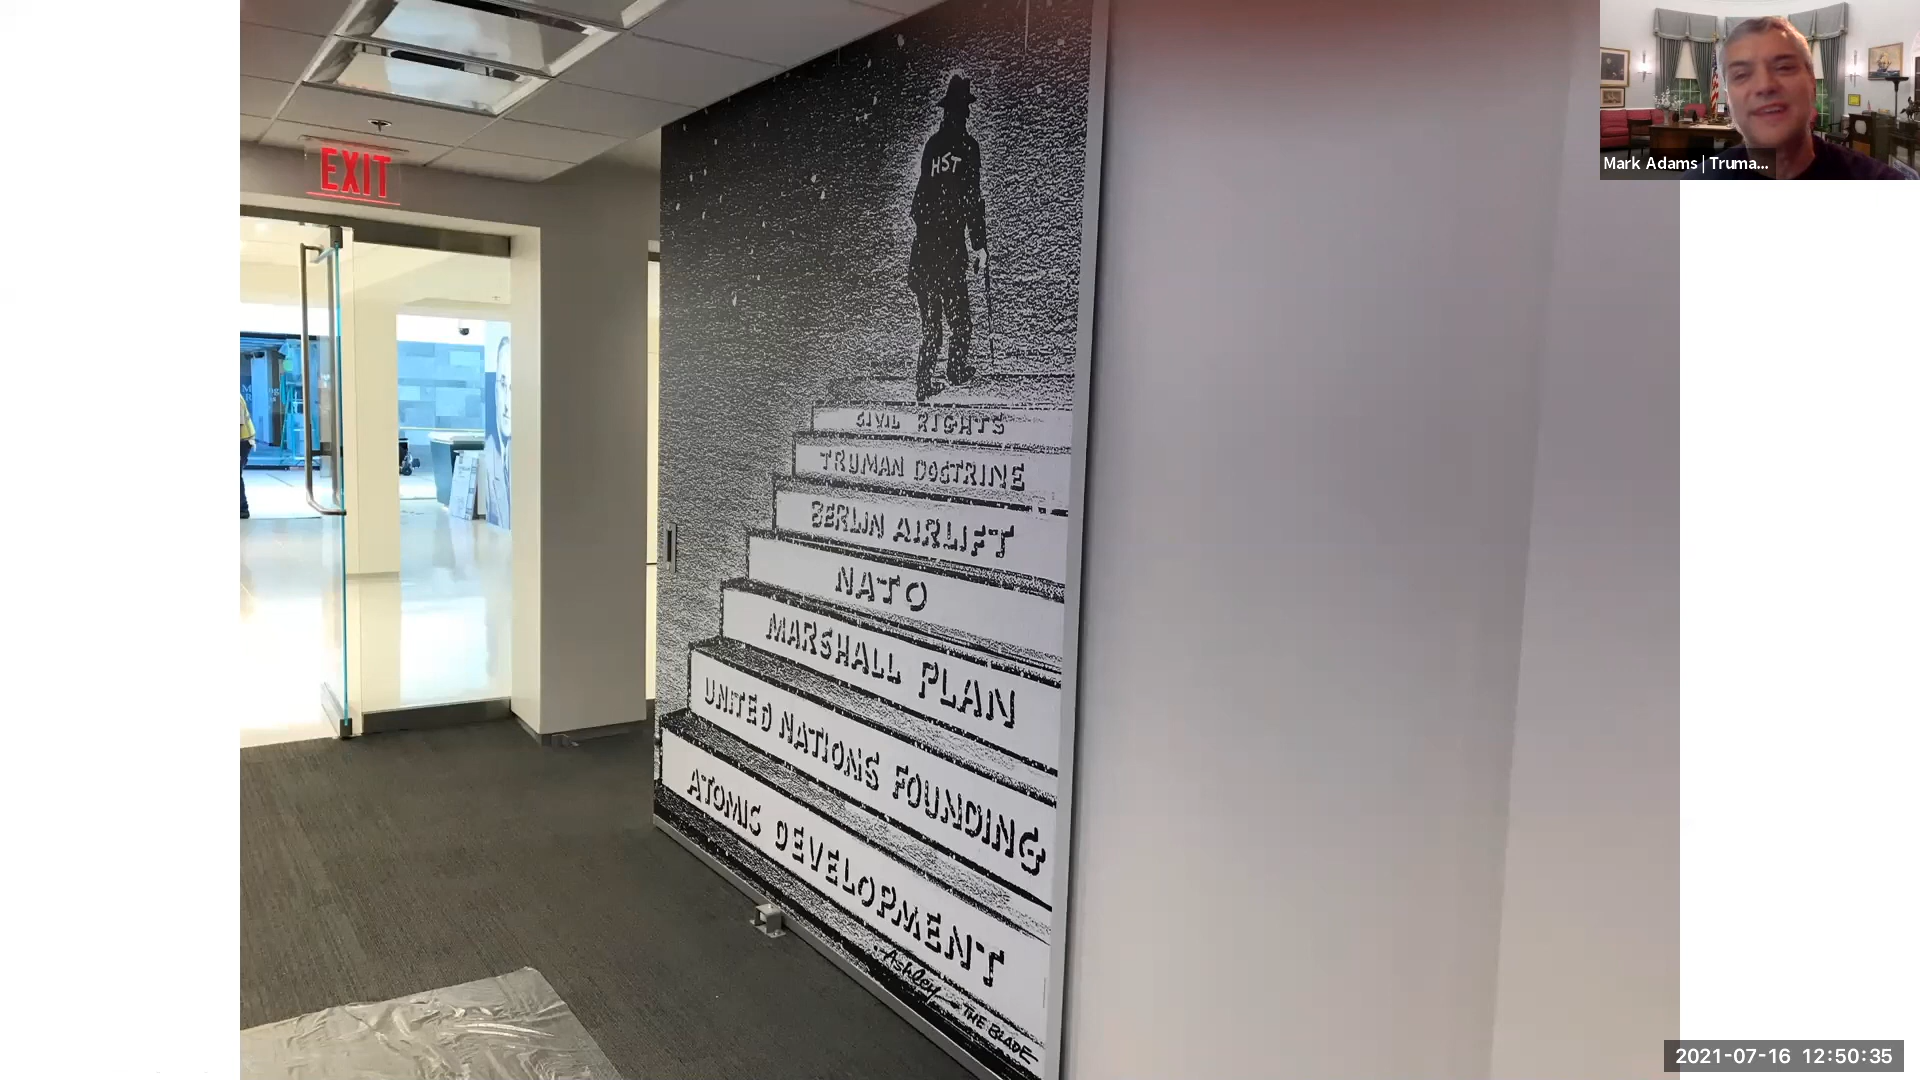 EXIT
HST
CIVIL RIGHTS
TRUMAN DOCTRINE
BERLIN AIRLIFT
NATO
MARSHALL PLAN
UNITED NATIONS FOUNDING
ATOMIC DEVELOPMENT
Ashley
THE BLADE
Mark Adams | Truma...
2021-07-16 12:50:35